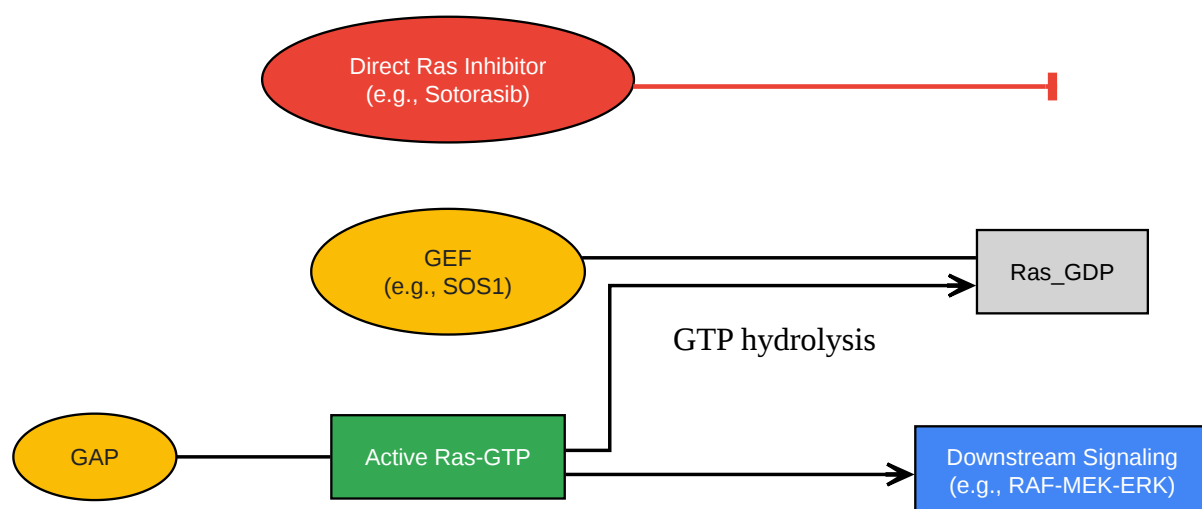 Direct Ras Inhibitor
(e.g., Sotorasib)
GEF
(e.g., SOS1)
Ras_GDP
GTP hydrolysis
GAP
Active Ras-GTP
Downstream Signaling
(e.g., RAF-MEK-ERK)